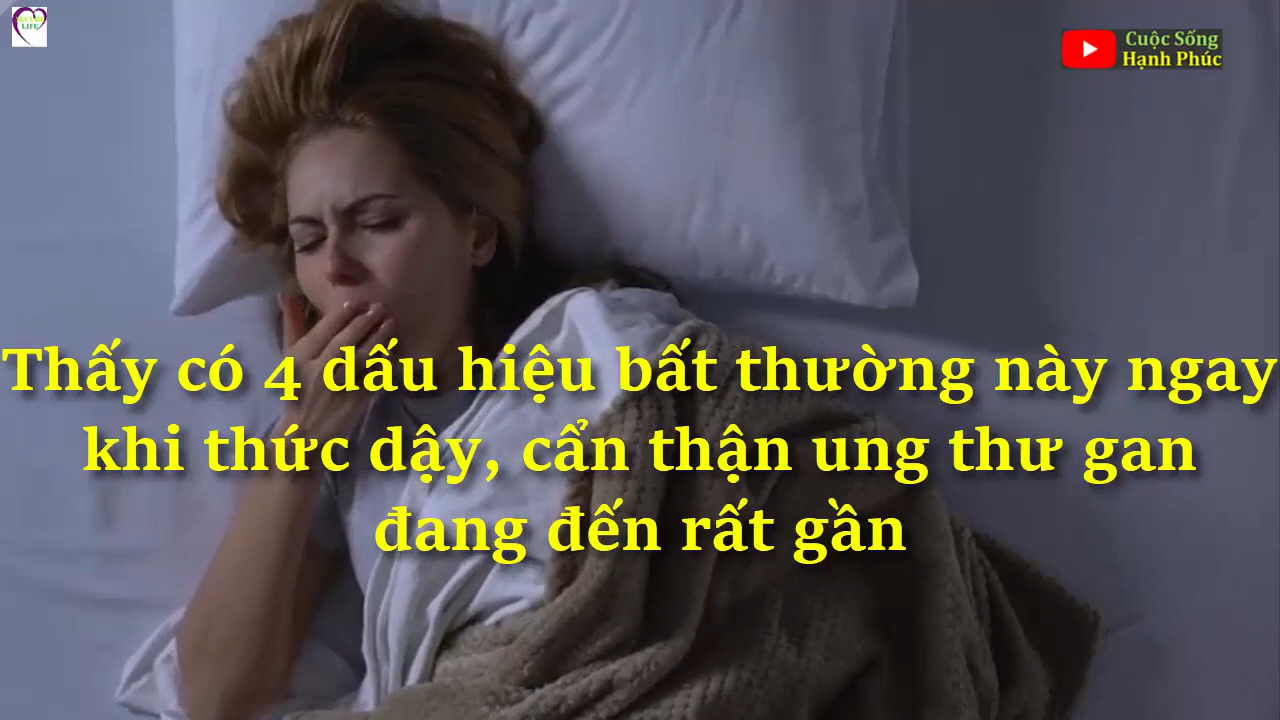 LIFE
Cuộc Sống
Hạnh Phúc
Thấy có 4 dấu hiệu bất thường này ngay
khi thức dậy, cẩn thận ung thư gan
đang đến rất gần